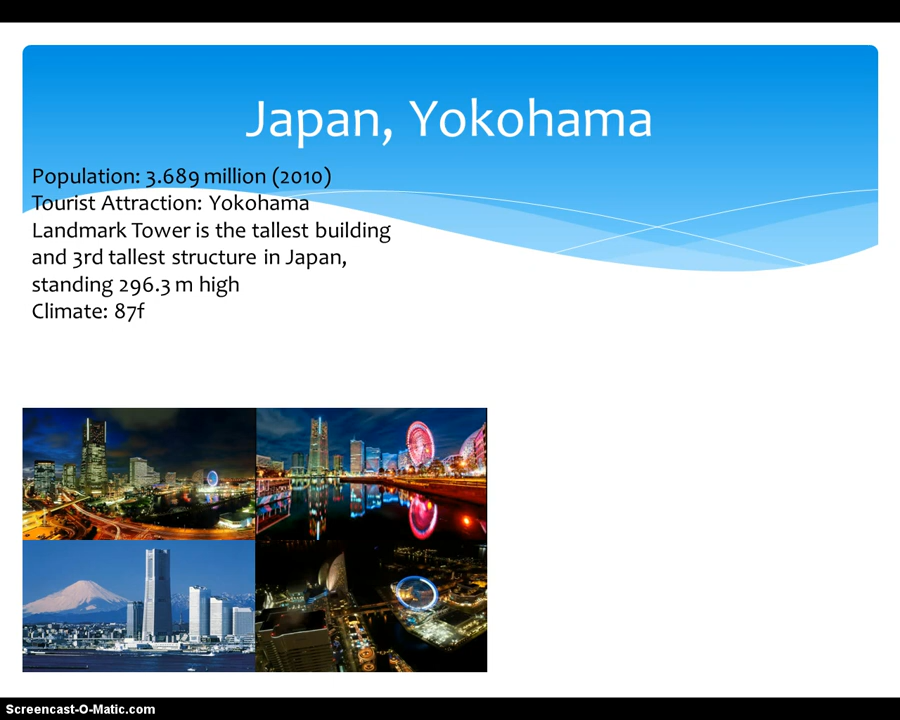 Japan, Yokohama
Population: 3.689 million (2010)
Tourist Attraction: Yokohama
Landmark Tower is the tallest building
and 3rd tallest structure in Japan,
standing 296.3 m high
Climate: 87f
Screencast-O-Matic.com